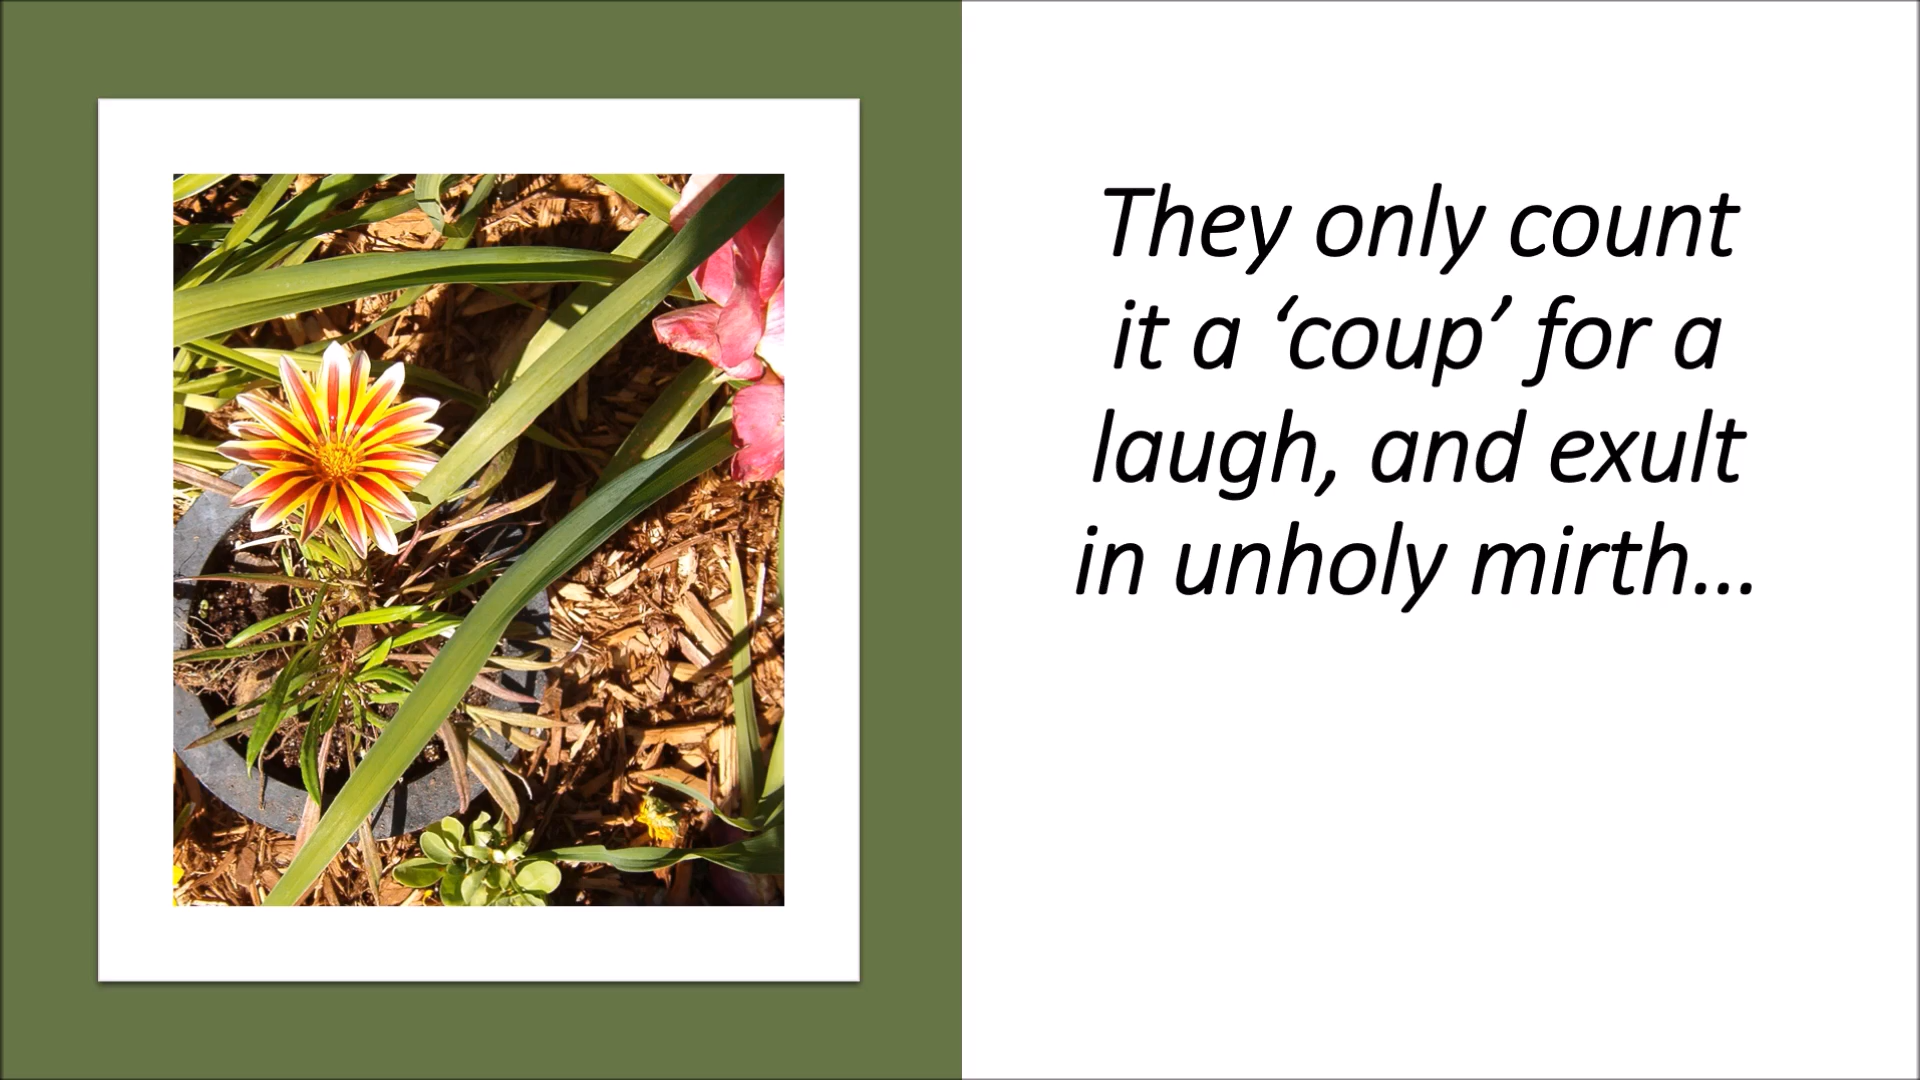 They only count
it a ‘coup’ for a
laugh, and exult
in unholy mirth…